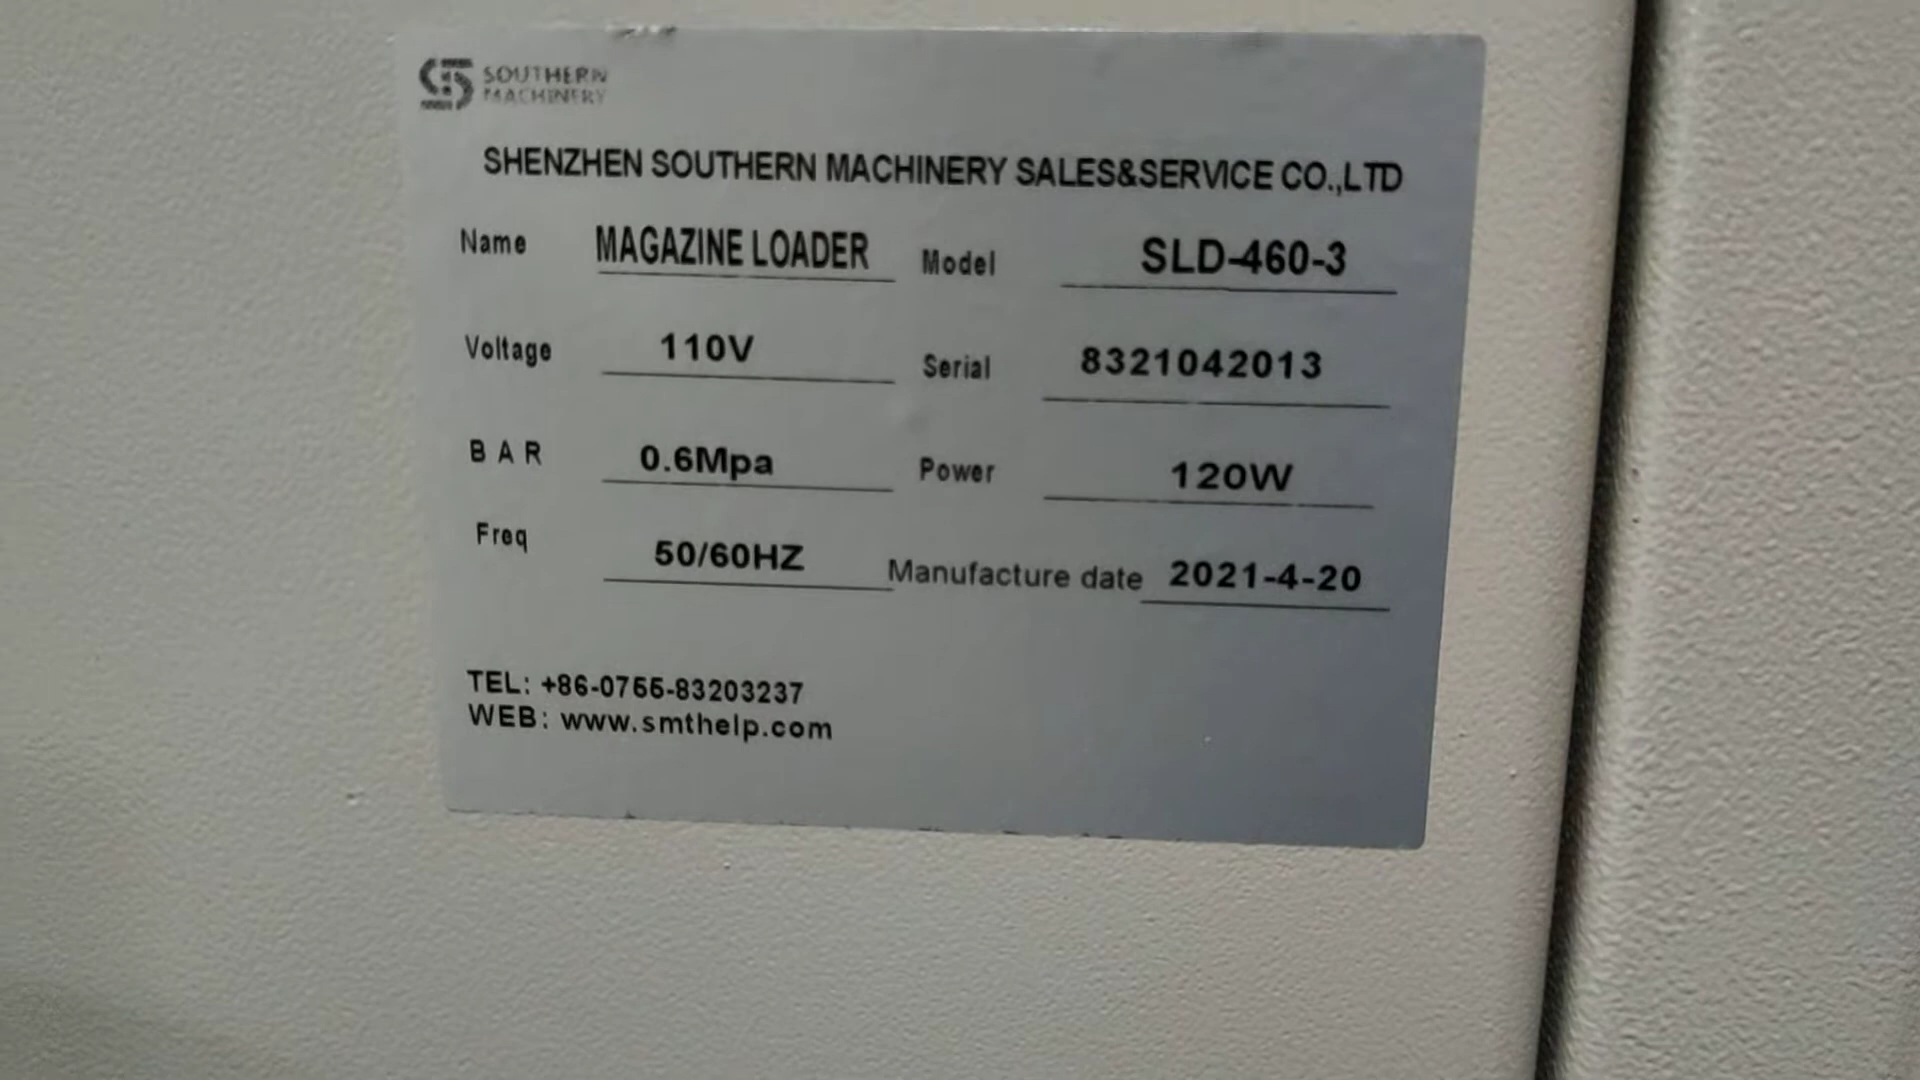 SOUTHERN
MACHINERY
SHENZHEN SOUTHERN MACHINERY SALES&SERVICE CO.,LTD
Name MAGAZINE LOADER Model SLD-460-3
Voltage 110V Serial 8321042013
BAR 0.6Mpa Power 120W
Freq 50/60HZ Manufacture date 2021-4-20
TEL: +86-0755-83203237
WEB: www.smthelp.com